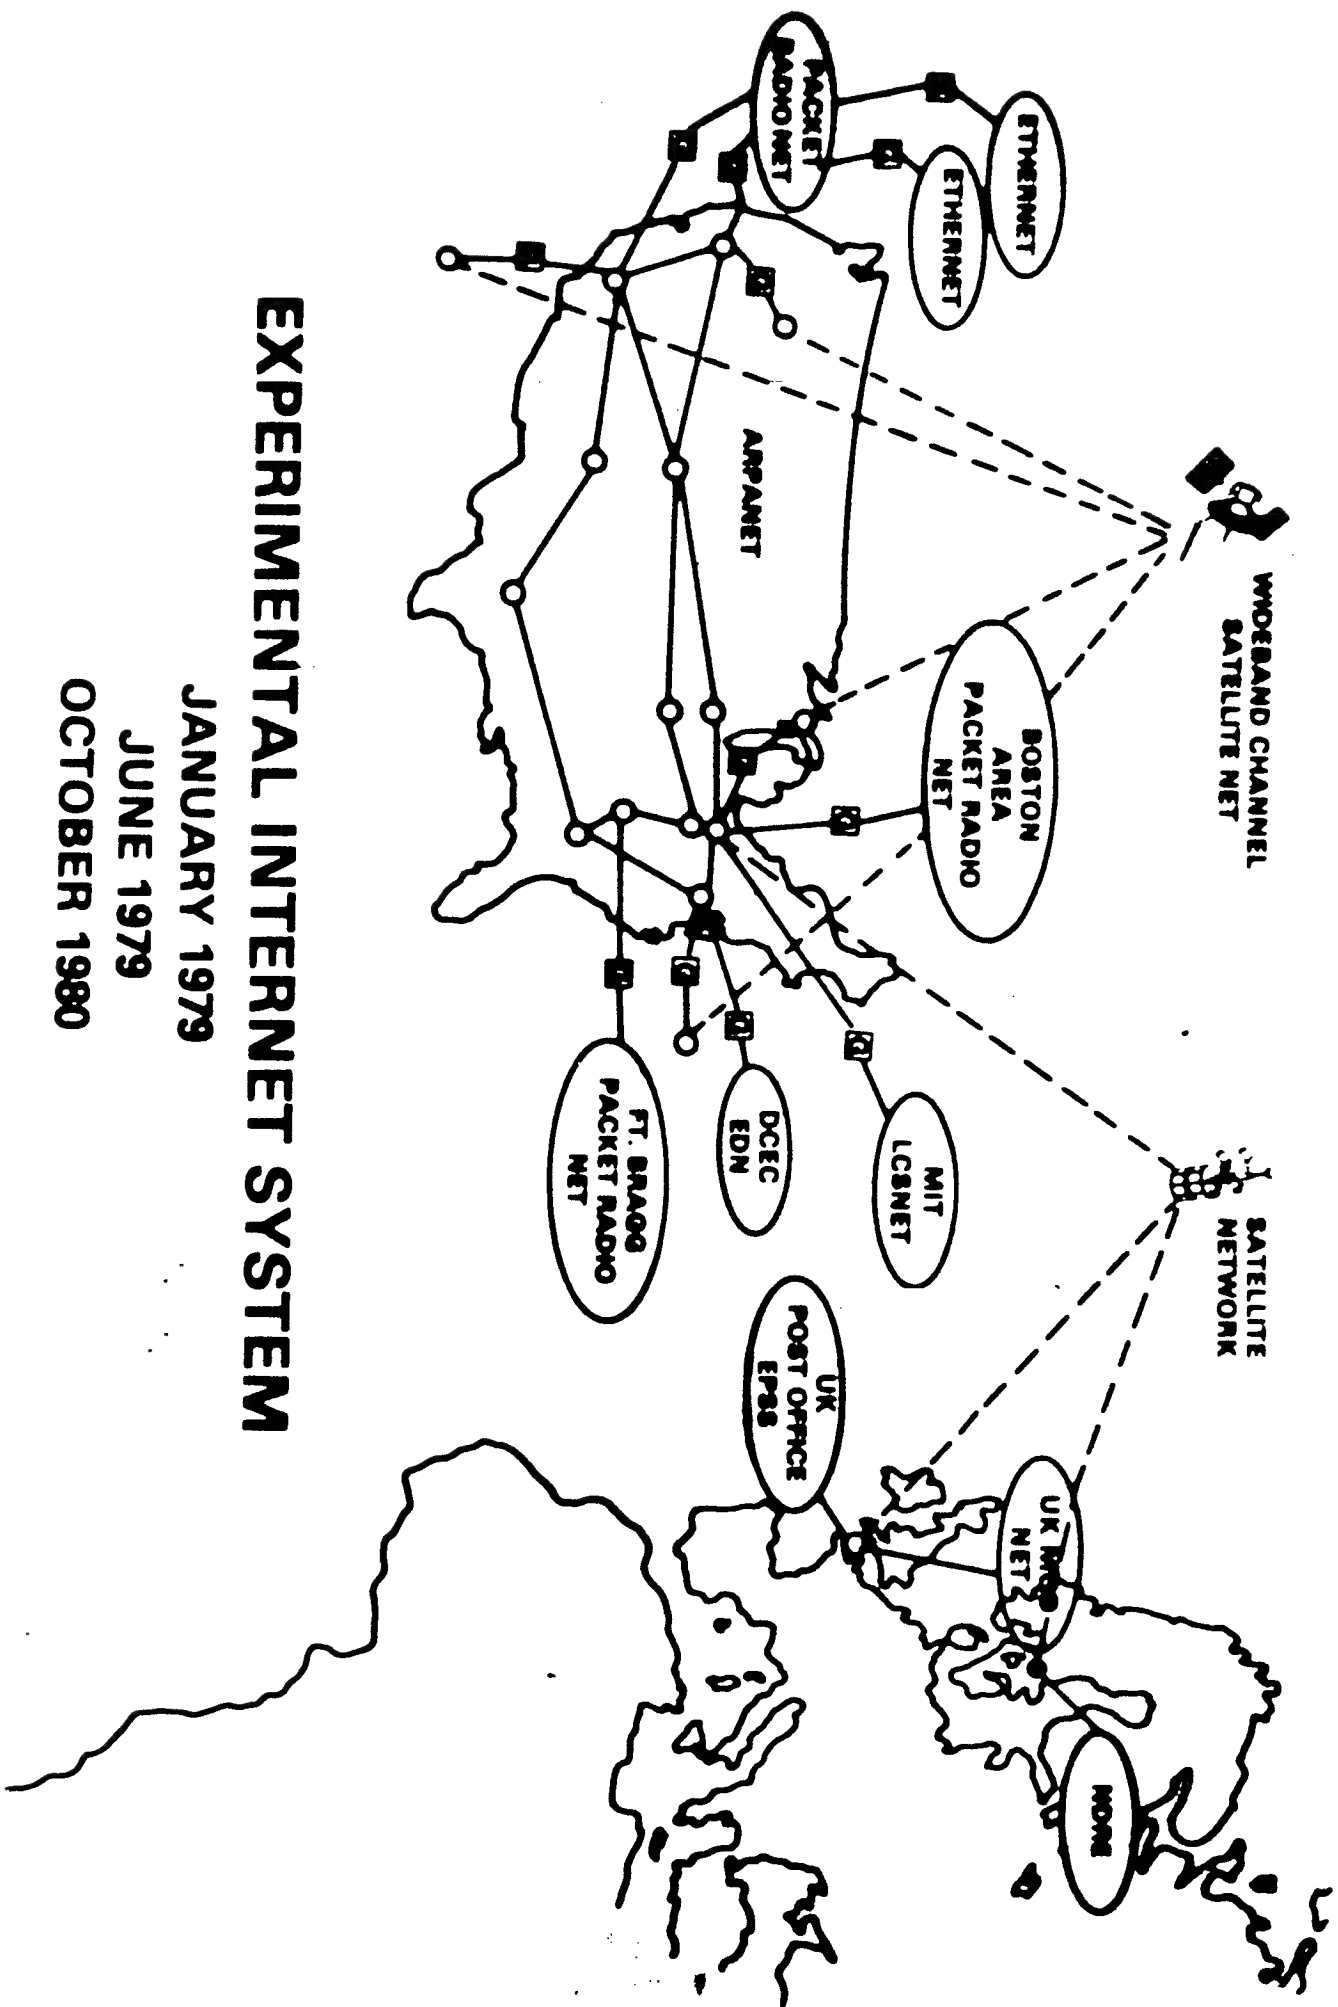 WIDEBAND CHANNEL
SATELLITE NET
SATELLITE
NETWORK
ETHERNET
ETHERNET
PACKET
RADIO NET
ARPANET
BOSTON
AREA
PACKET RADIO
NET
MIT
LCSNET
DCEC
EDN
FT. BRAGG
PACKET RADIO
NET
UK
POST OFFICE
EPSS
UK
NET
NDRE
G
G
G
G
G
G
G
EXPERIMENTAL INTERNET SYSTEM
JANUARY 1979
JUNE 1979
OCTOBER 1980